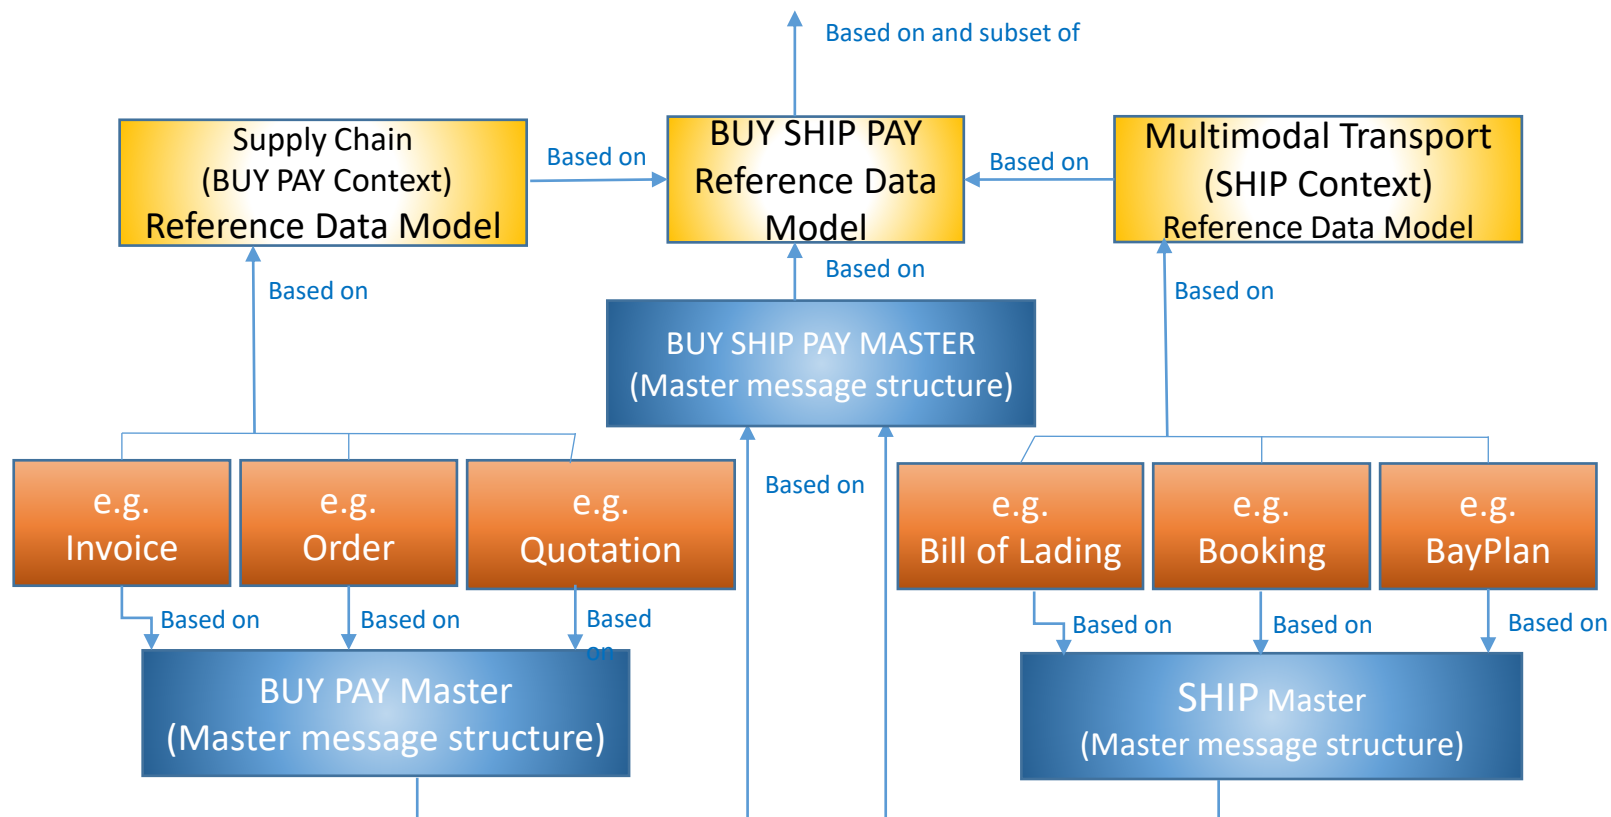 Based on and subset of
Supply Chain
(BUY PAY Context)
Reference Data Model
Based on
BUY SHIP PAY
Reference Data
Model
Based on
Multimodal Transport
(SHIP Context)
Reference Data Model
Based on
Based on
Based on
BUY SHIP PAY MASTER
(Master message structure)
Based on
e.g.
Invoice
e.g.
Order
e.g.
Quotation
e.g.
Bill of Lading
e.g.
Booking
e.g.
BayPlan
Based on
Based on
Based
on
Based on
Based on
Based on
BUY PAY Master
(Master message structure)
SHIP Master
(Master message structure)